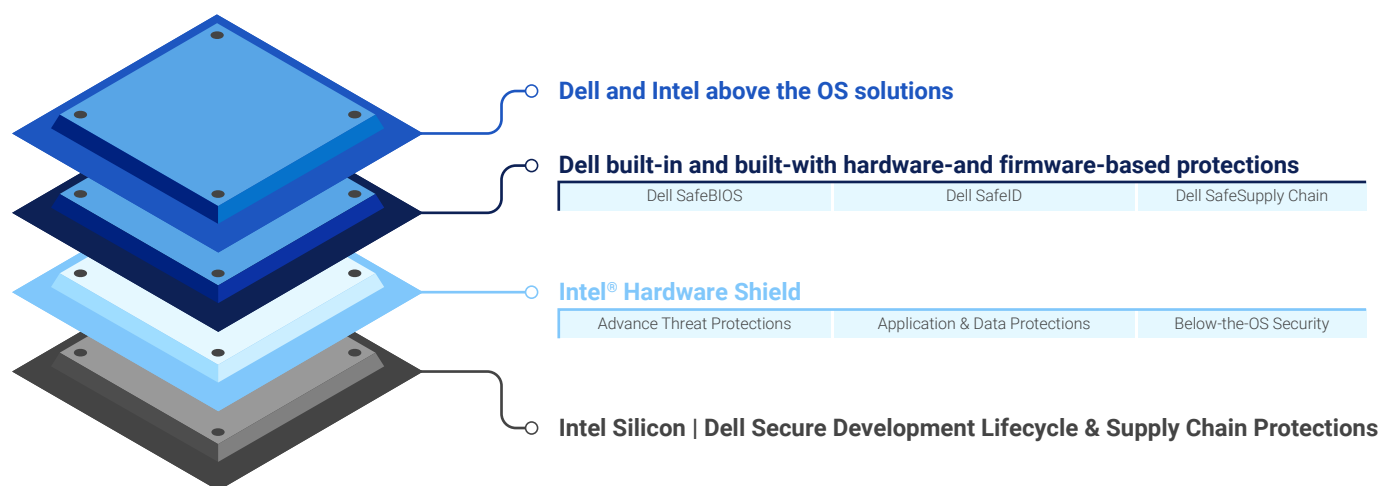 Dell and Intel above the OS solutions
Dell built-in and built-with hardware-and firmware-based protections
Dell SafeBIOS Dell SafeID Dell SafeSupply Chain
Intel® Hardware Shield
Advance Threat Protections Application & Data Protections Below-the-OS Security
Intel Silicon | Dell Secure Development Lifecycle & Supply Chain Protections